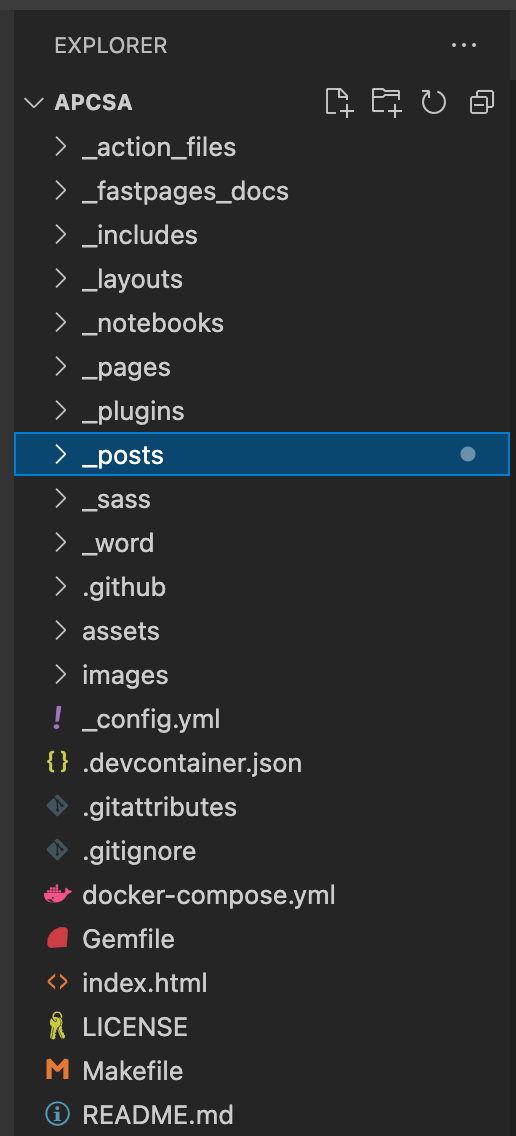 EXPLORER
APCSA
_action_files
_fastpages_docs
_includes
_layouts
_notebooks
_pages
_plugins
_posts
_sass
_word
.github
assets
images
_config.yml
.devcontainer.json
.gitattributes
.gitignore
docker-compose.yml
Gemfile
index.html
LICENSE
Makefile
README.md